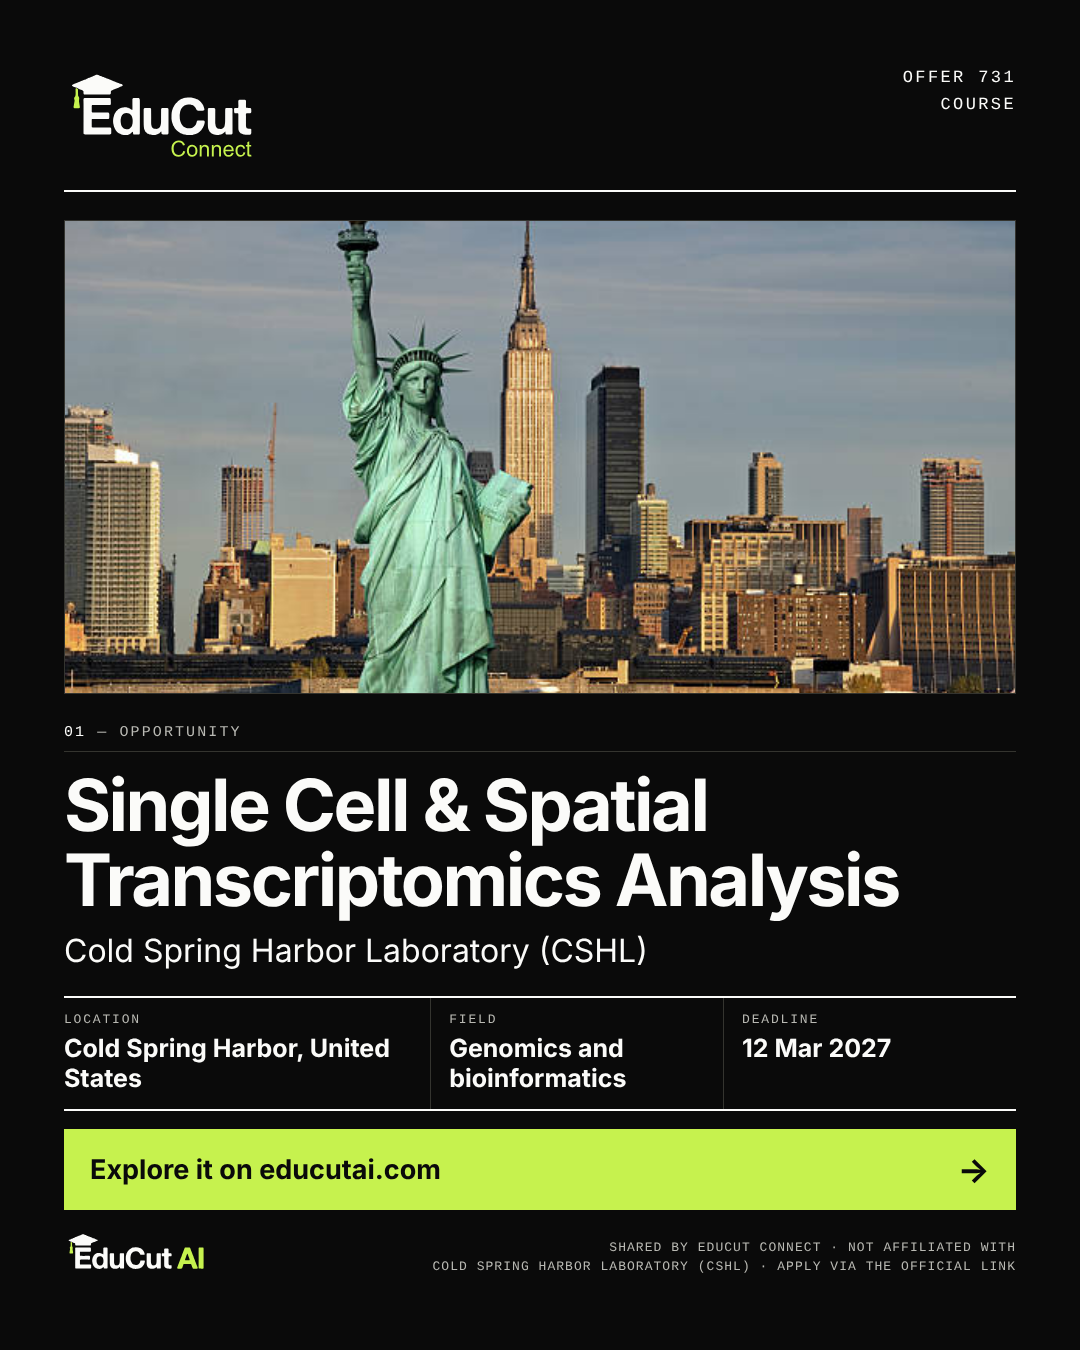 EduCut
Connect
OFFER 731
COURSE
01 — OPPORTUNITY
Single Cell & Spatial
Transcriptomics Analysis
Cold Spring Harbor Laboratory (CSHL)
LOCATION
Cold Spring Harbor, United
States
FIELD
Genomics and
bioinformatics
DEADLINE
12 Mar 2027
Explore it on educutai.com →
EduCut AI
SHARED BY EDUCUT CONNECT · NOT AFFILIATED WITH
COLD SPRING HARBOR LABORATORY (CSHL) · APPLY VIA THE OFFICIAL LINK